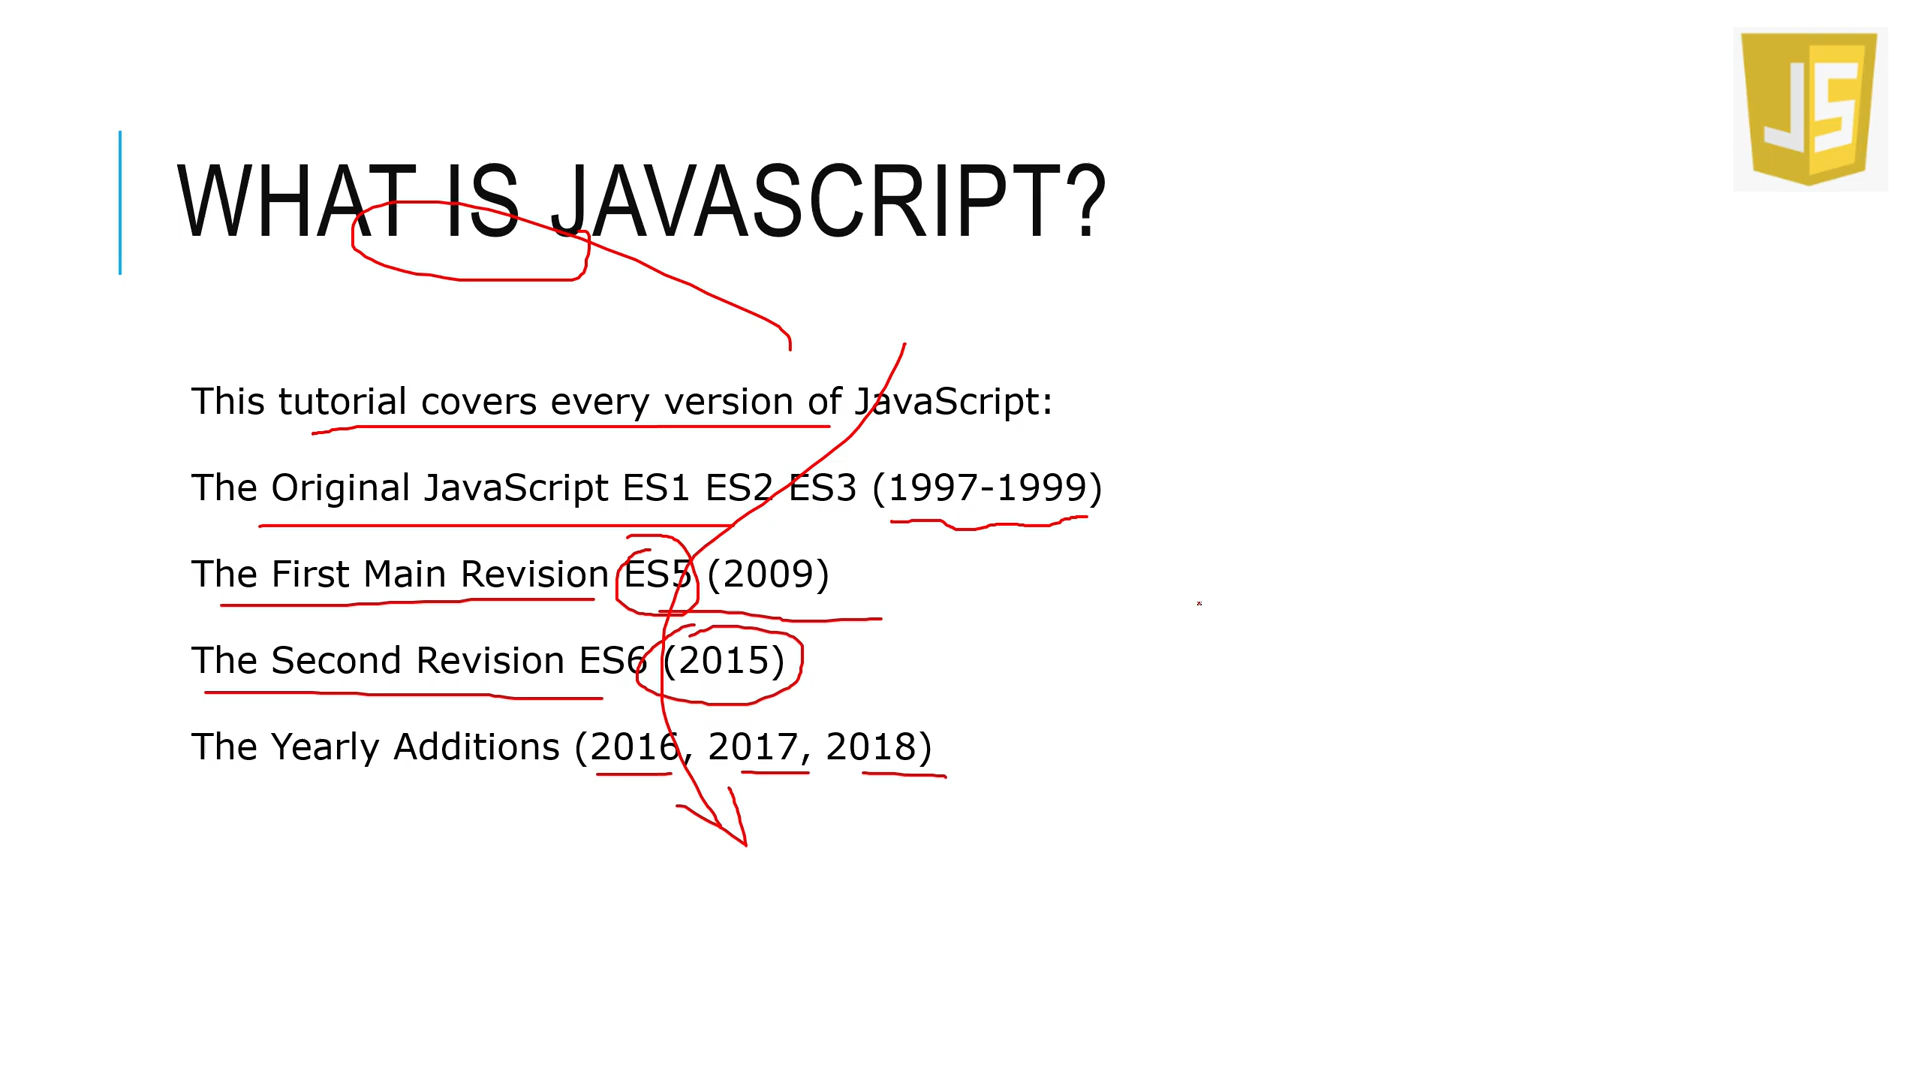 JS
WHAT IS JAVASCRIPT?
This tutorial covers every version of JavaScript:
The Original JavaScript ES1 ES2 ES3 (1997-1999)
The First Main Revision ES5 (2009)
The Second Revision ES6 (2015)
The Yearly Additions (2016, 2017, 2018)